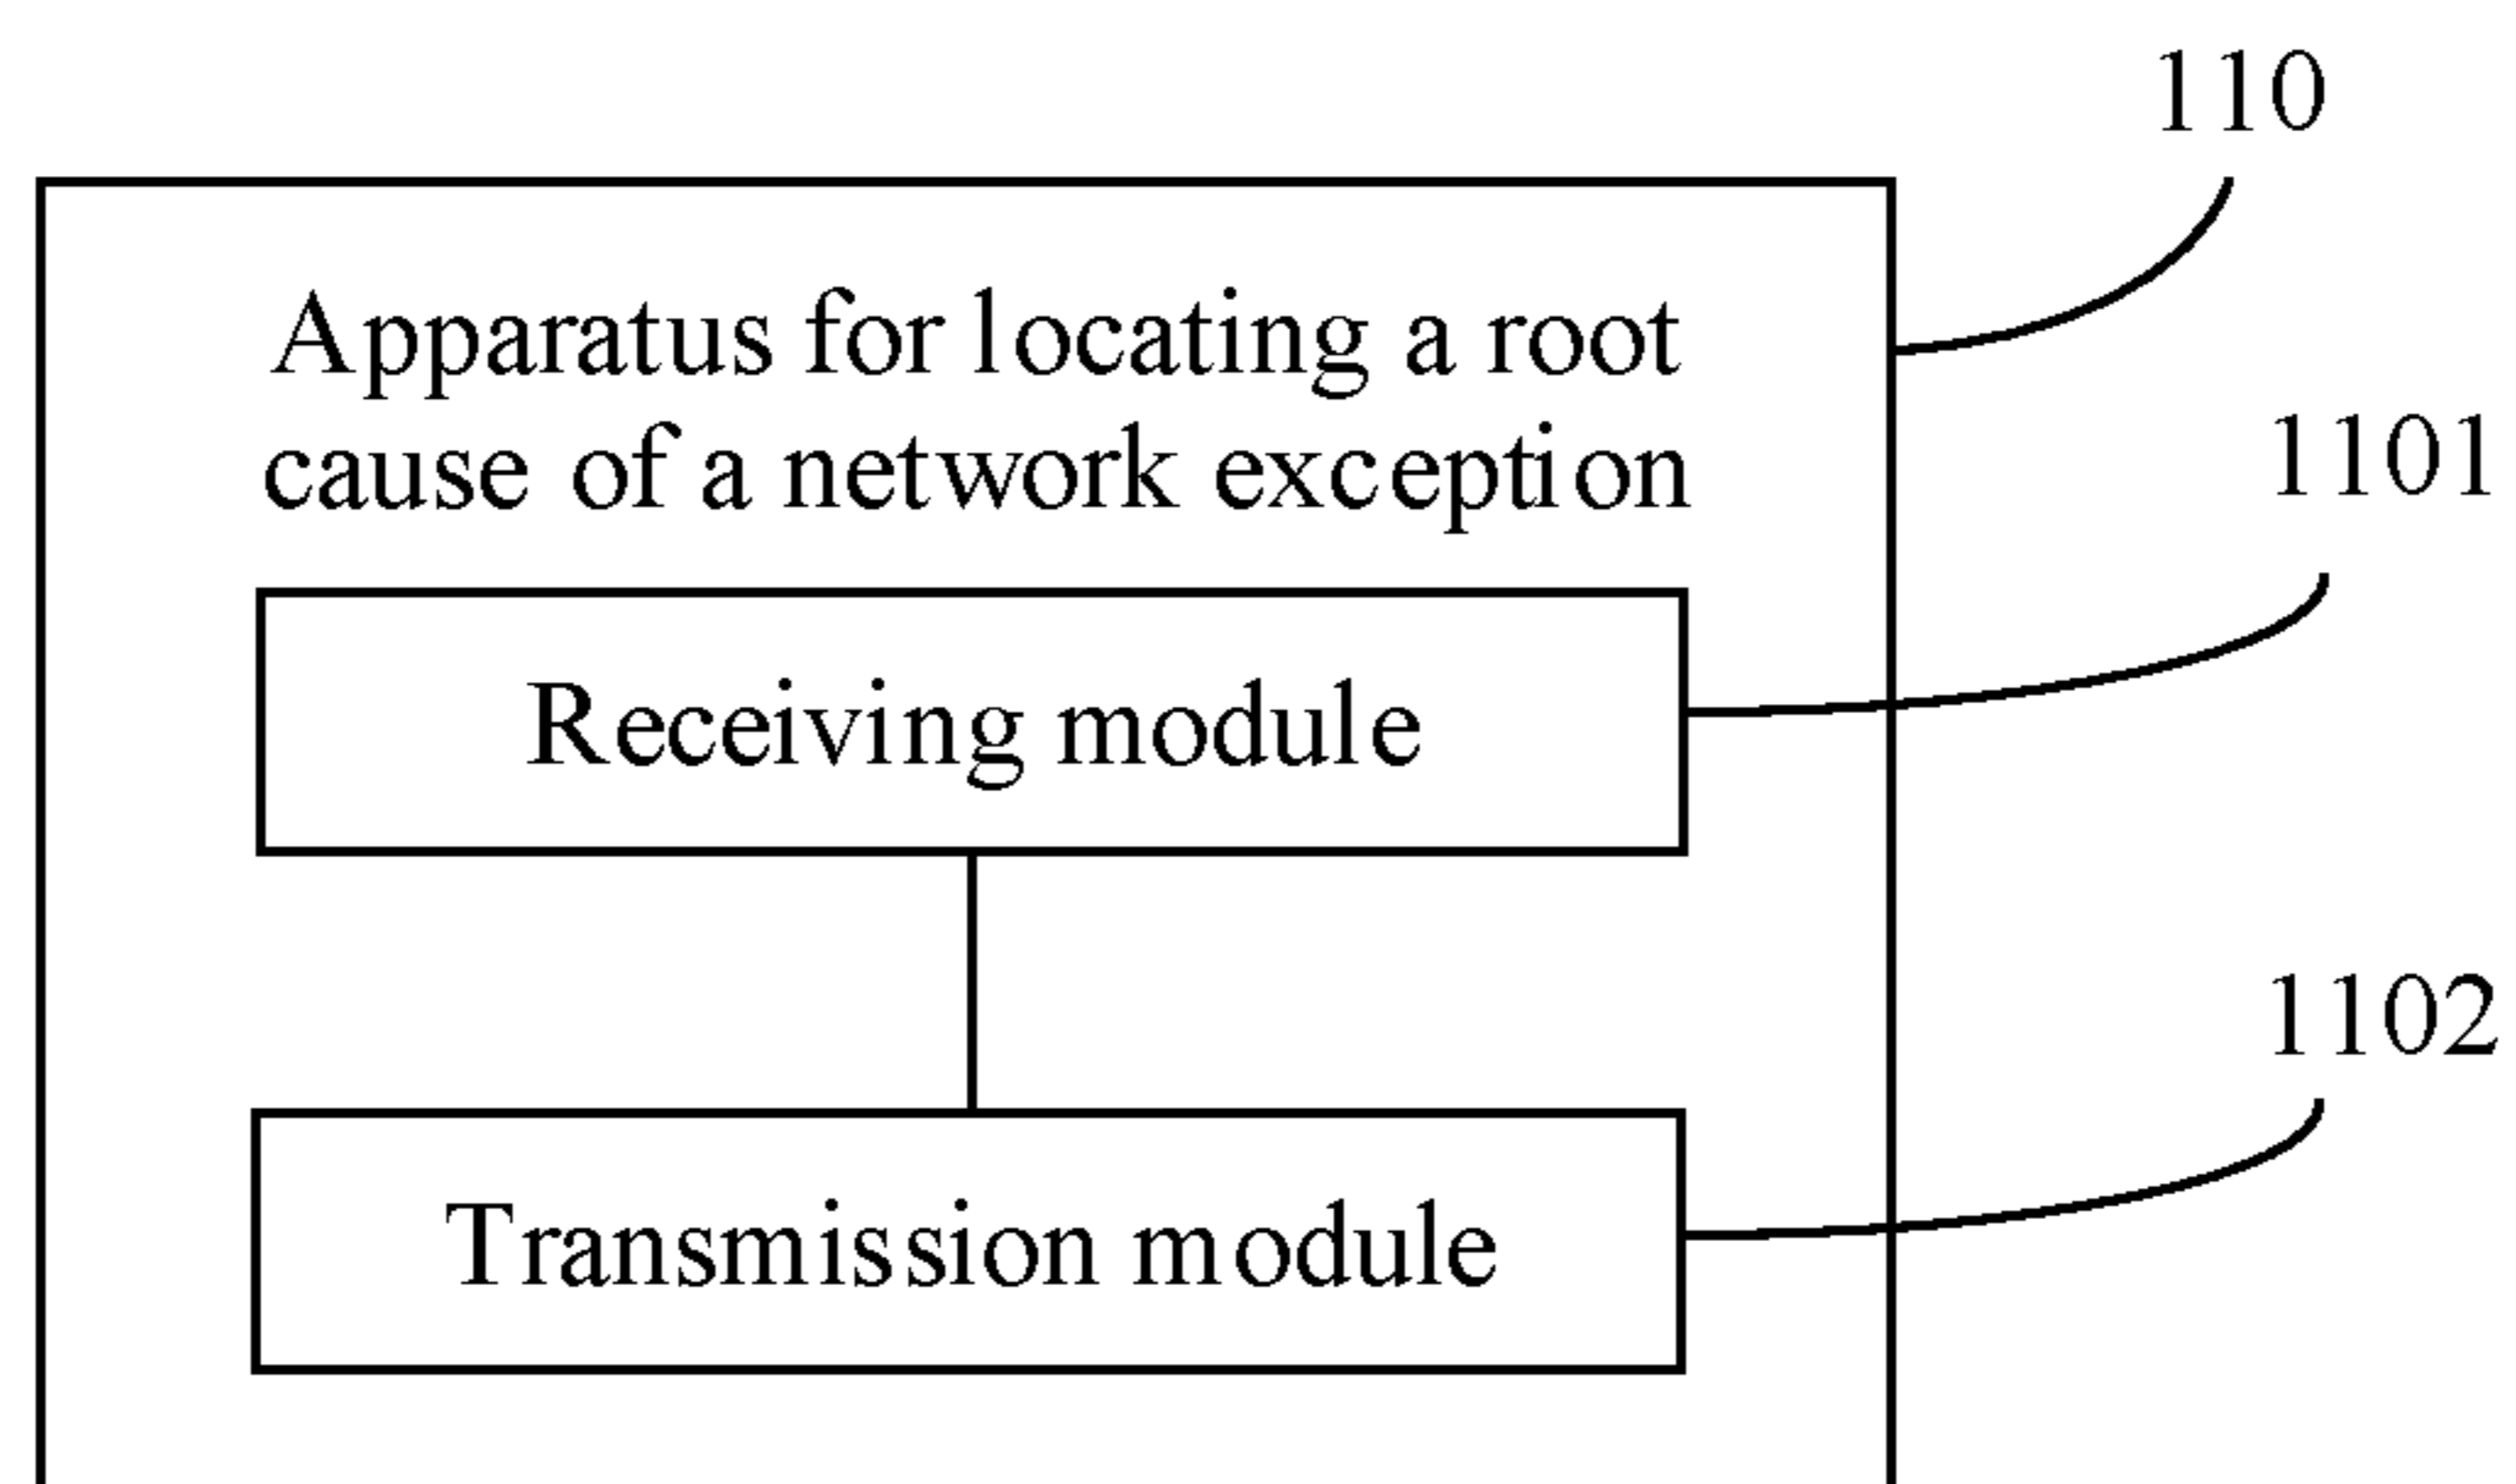 110
Apparatus for locating a root
cause of a network exception
1101
Receiving module
1102
Transmission module